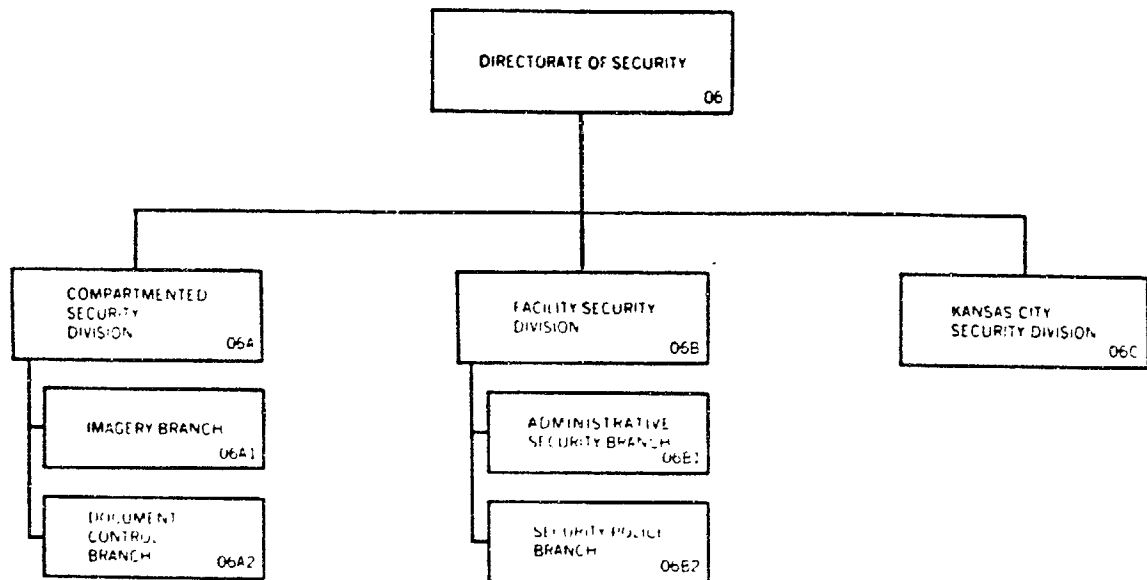 DIRECTORATE OF SECURITY
06
COMPARTMENTED
SECURITY
DIVISION
06A
IMAGERY BRANCH
06A1
DOCUMENT
CONTROL
BRANCH
06A2
FACILITY SECURITY
DIVISION
06B
ADMINISTRATIVE
SECURITY BRANCH
06B1
SECURITY POLICE
BRANCH
06B2
KANSAS CITY
SECURITY DIVISION
06C